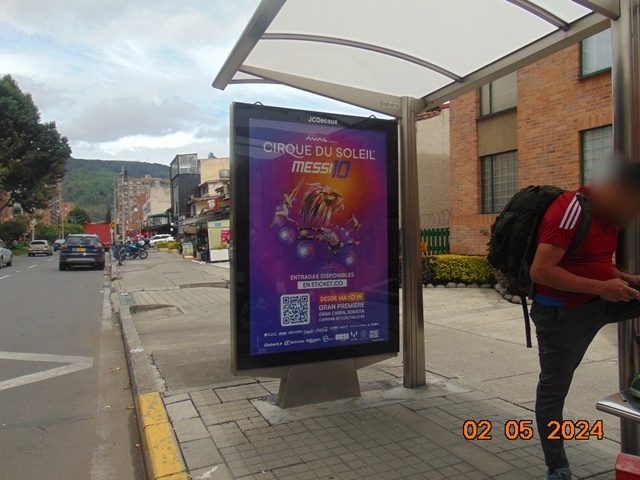 JCDecaux
AVAL
CIRQUE DU SOLEIL
MESSI10
ENTRADAS DISPONIBLES
EN ETICKET.CO
DESDE MAYO 16
GRAN PREMIERE
GRAN CARPA, BOGOTÁ
02 05 2024